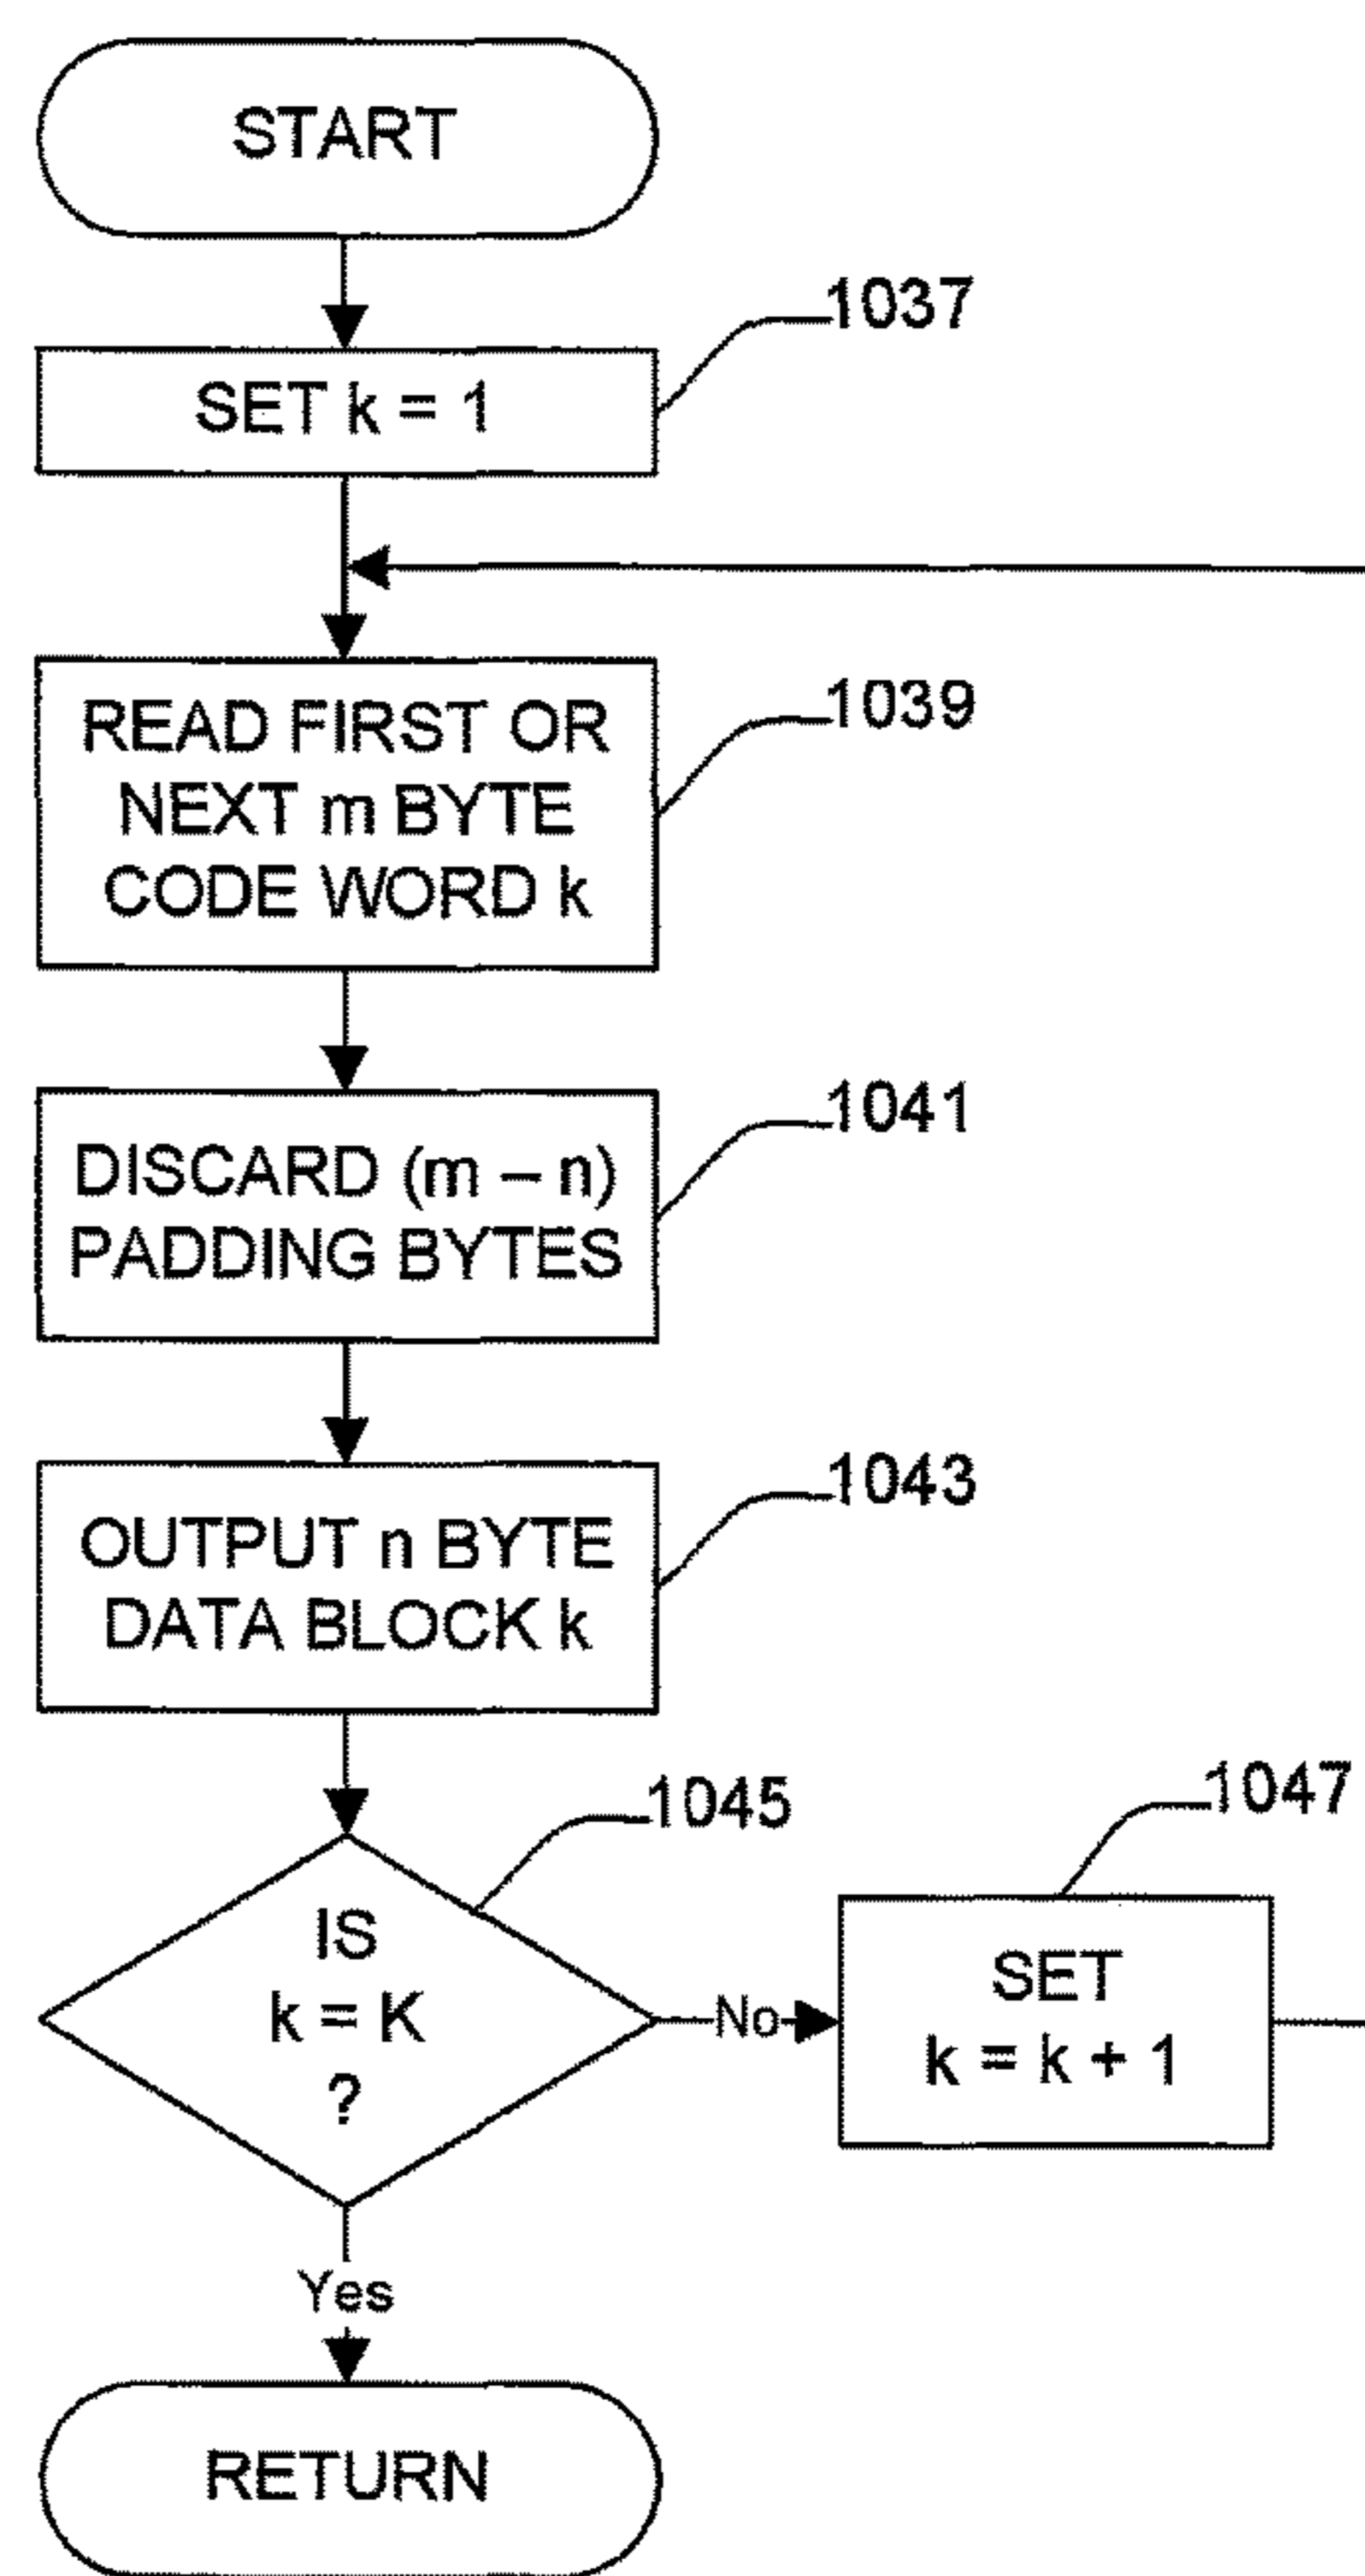 START
1037
SET k = 1
1039
READ FIRST OR
NEXT m BYTE
CODE WORD k
1041
DISCARD (m – n)
PADDING BYTES
1043
OUTPUT n BYTE
DATA BLOCK k
1045
1047
IS
k = K
?
No
SET
k = k + 1
Yes
RETURN